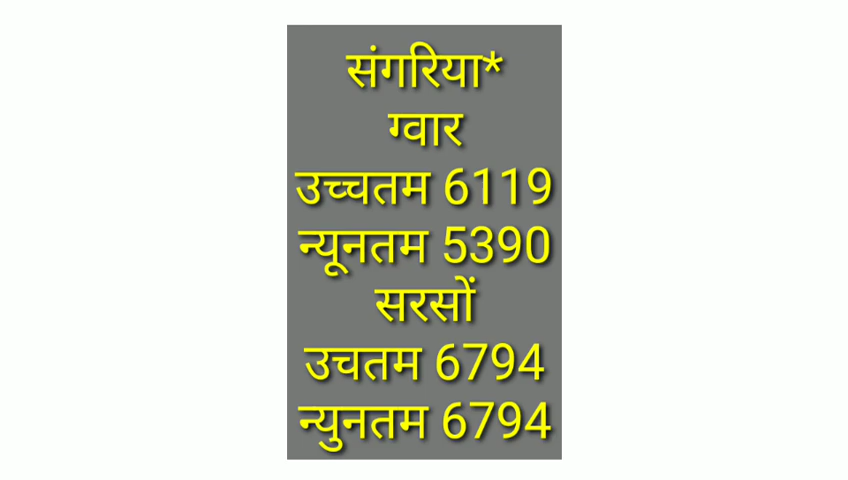 संगरिया*
ग्वार
उच्चतम 6119
न्यूनतम 5390
सरसों
उचतम 6794
न्युनतम 6794